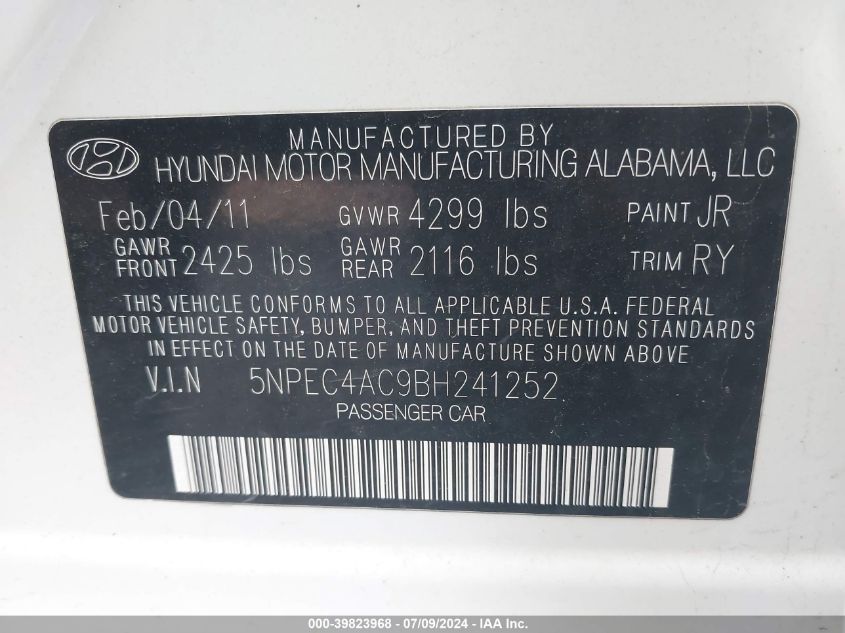 MANUFACTURED BY
HYUNDAI MOTOR MANUFACTURING ALABAMA, LLC
Feb/04/11 GVWR 4299 lbs PAINT JR
GAWR FRONT 2425 lbs GAWR REAR 2116 lbs TRIM RY
THIS VEHICLE CONFORMS TO ALL APPLICABLE U.S.A. FEDERAL
MOTOR VEHICLE SAFETY, BUMPER, AND THEFT PREVENTION STANDARDS
IN EFFECT ON THE DATE OF MANUFACTURE SHOWN ABOVE
V.I.N 5NPEC4AC9BH241252
PASSENGER CAR
000-39823968 - 07/09/2024 - IAA Inc.